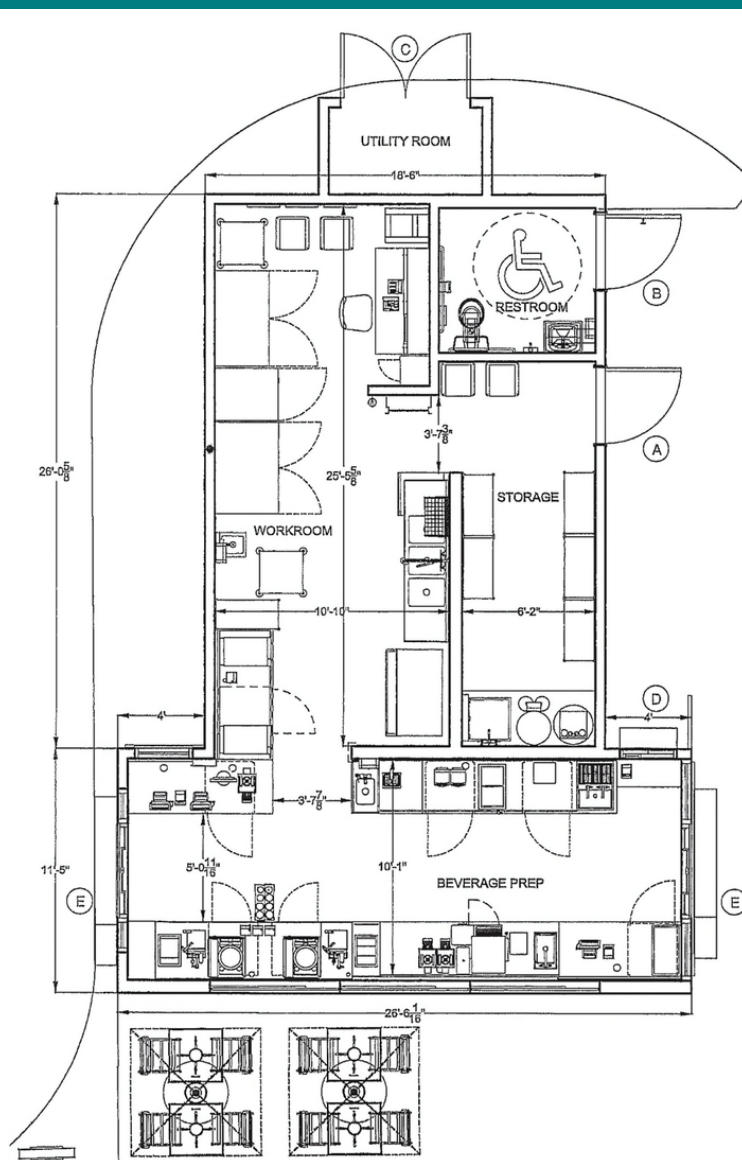 C
UTILITY ROOM
18'-6"
RESTROOM
B
A
3'-7 3/8"
26'-0 5/8"
25'-5 5/8"
STORAGE
WORKROOM
10'-10"
6'-2"
D
4'
4'
3'-7 7/8"
11'-5"
5'-0 11/16"
10'-1"
BEVERAGE PREP
E
E
26'-6 1/16"